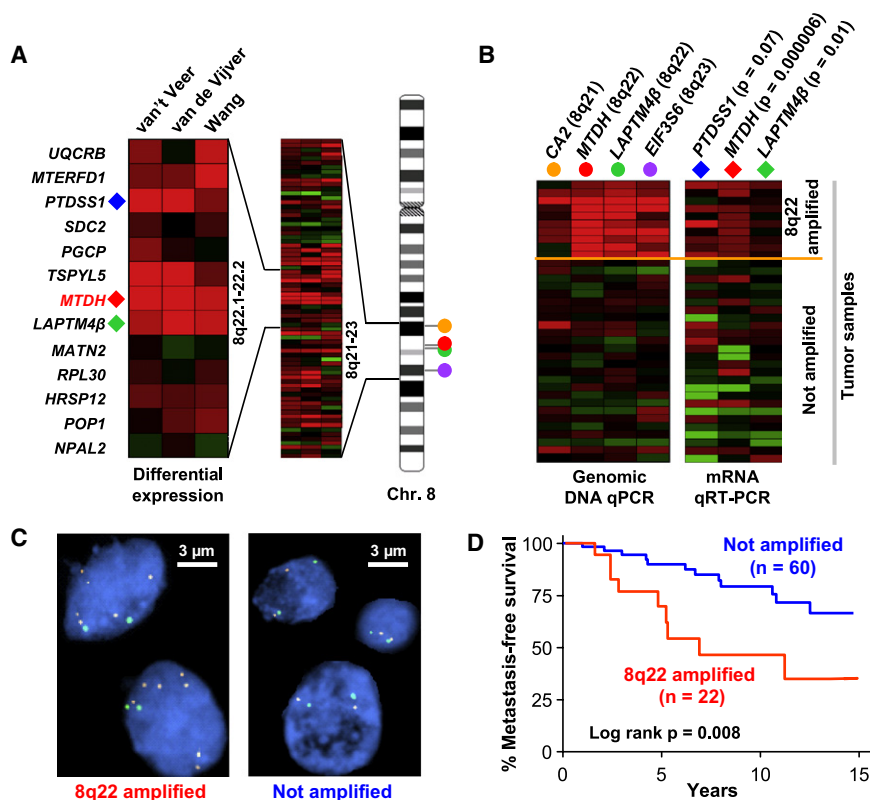 A
van't Veer
van de Vijver
Wang
UQCRB
MTERFD1
PTDSS1
SDC2
PGCP
TSPYL5
MTDH
LAPTM4β
MATN2
RPL30
HRSP12
POP1
NPAL2
8q22.1-22.2
8q21-23
Differential
expression
Chr. 8
B
CA2 (8q21)
MTDH (8q22)
LAPTM4β (8q22)
EIF3S6 (8q23)
PTDSS1 (p = 0.07)
MTDH (p = 0.000006)
LAPTM4β (p = 0.01)
8q22
amplified
Not amplified
Tumor samples
Genomic
DNA qPCR
mRNA
qRT-PCR
C
3 µm
3 µm
8q22 amplified
Not amplified
D
% Metastasis-free survival
100
75
50
25
0
Not amplified
(n = 60)
8q22 amplified
(n = 22)
Log rank p = 0.008
0
5
10
15
Years